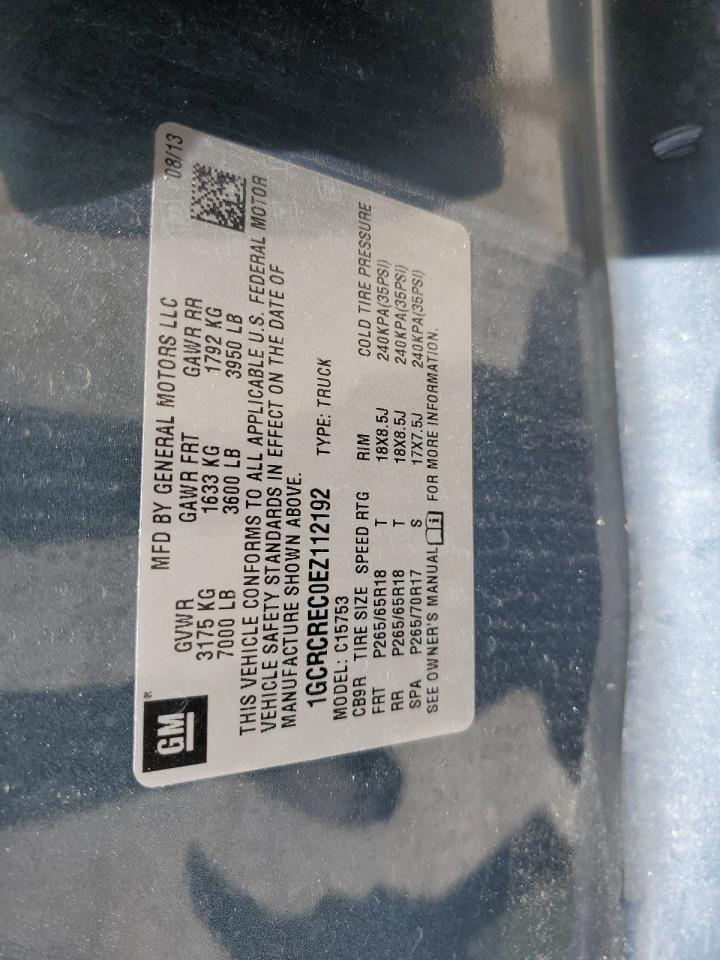 GM®
MFD BY GENERAL MOTORS LLC 08/13
GVWR GAWR FRT GAWR RR
3175 KG 1633 KG 1792 KG
7000 LB 3600 LB 3950 LB
THIS VEHICLE CONFORMS TO ALL APPLICABLE U.S. FEDERAL MOTOR
VEHICLE SAFETY STANDARDS IN EFFECT ON THE DATE OF
MANUFACTURE SHOWN ABOVE.
1GCRCREC0EZ112192 TYPE: TRUCK
MODEL: C15753
CB9R TIRE SIZE SPEED RTG RIM COLD TIRE PRESSURE
FRT P265/65R18 T 18X8.5J 240KPA(35PSI)
RR P265/65R18 T 18X8.5J 240KPA(35PSI)
SPA P265/70R17 S 17X7.5J 240KPA(35PSI)
SEE OWNER'S MANUAL FOR MORE INFORMATION.